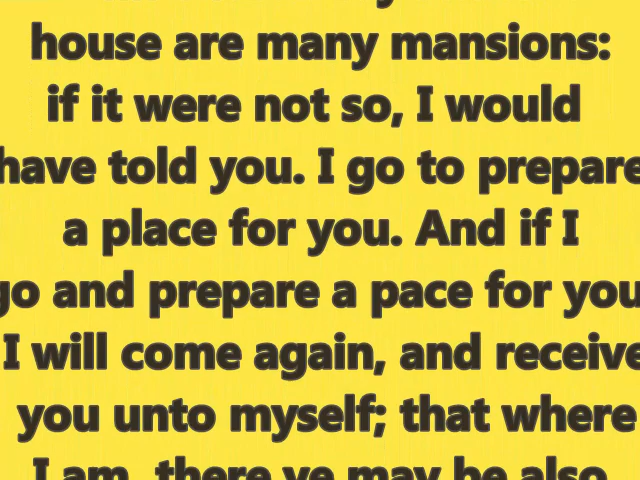 house are many mansions:
if it were not so, I would
have told you. I go to prepare
a place for you. And if I
go and prepare a pace for you
I will come again, and receive
you unto myself; that where
I am, there ye may be also